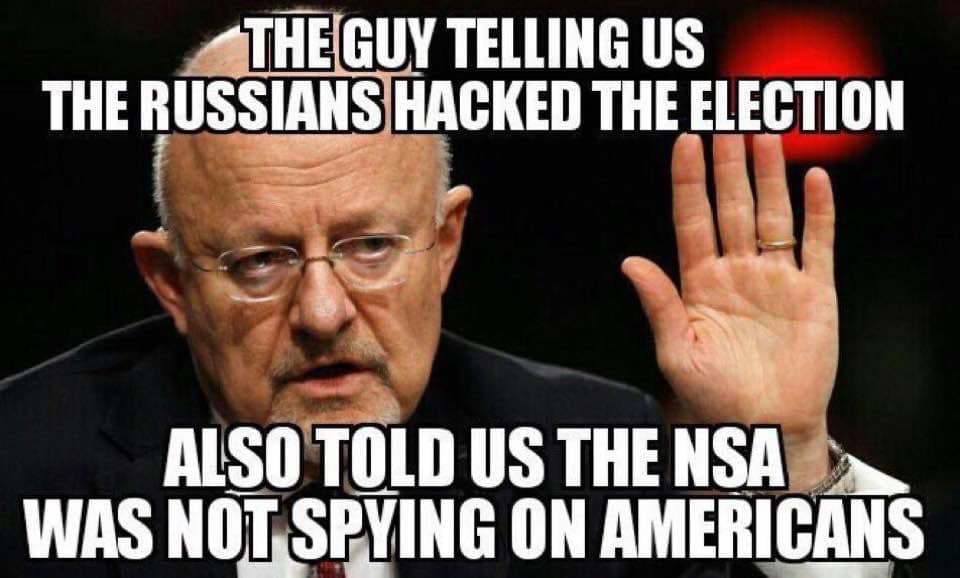 THE GUY TELLING US
THE RUSSIANS HACKED THE ELECTION
ALSO TOLD US THE NSA
WAS NOT SPYING ON AMERICANS